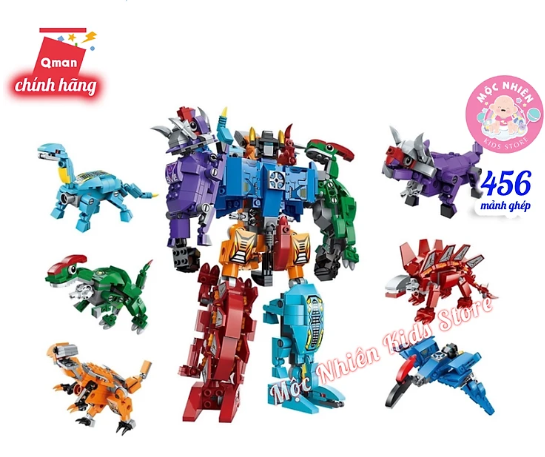 Qman
chính hãng
MỘC NHIÊN
KIDS STORE
456
mảnh ghép
Mộc Nhiên Kids Store